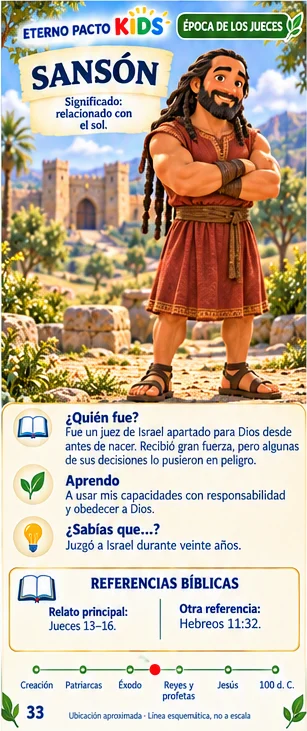 ETERNO PACTO KIDS
ÉPOCA DE LOS JUECES
SANSÓN
Significado:
relacionado con
el sol.
¿Quién fue?
Fue un juez de Israel apartado para Dios desde
antes de nacer. Recibió gran fuerza, pero algunas
de sus decisiones lo pusieron en peligro.
Aprendo
A usar mis capacidades con responsabilidad
y obedecer a Dios.
¿Sabías que...?
Juzgó a Israel durante veinte años.
REFERENCIAS BÍBLICAS
Relato principal:
Jueces 13–16.
Otra referencia:
Hebreos 11:32.
Creación
Patriarcas
Éxodo
Reyes y
profetas
Jesús
100 d. C.
33
Ubicación aproximada · Línea esquemática, no a escala